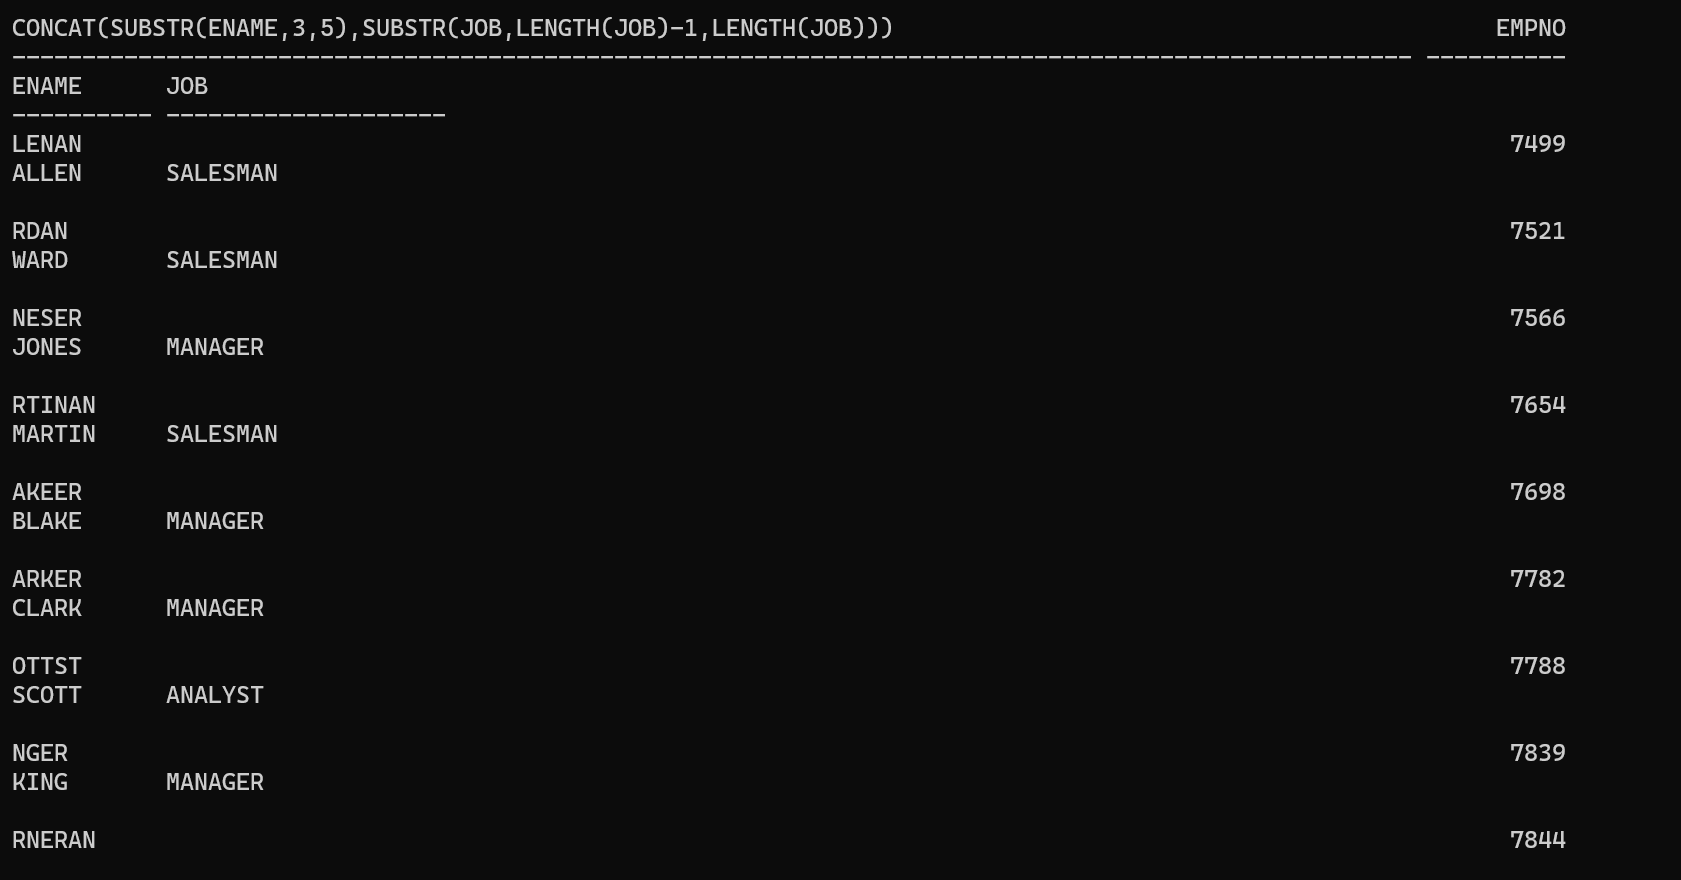 CONCAT(SUBSTR(ENAME,3,5),SUBSTR(JOB,LENGTH(JOB)-1,LENGTH(JOB))) EMPNO
---------------------------------------------------------------------------------------------------- ----------
ENAME JOB
---------- --------------------
LENAN 7499
ALLEN SALESMAN
RDAN 7521
WARD SALESMAN
NESER 7566
JONES MANAGER
RTINAN 7654
MARTIN SALESMAN
AKEER 7698
BLAKE MANAGER
ARKER 7782
CLARK MANAGER
OTTST 7788
SCOTT ANALYST
NGER 7839
KING MANAGER
RNERAN 7844